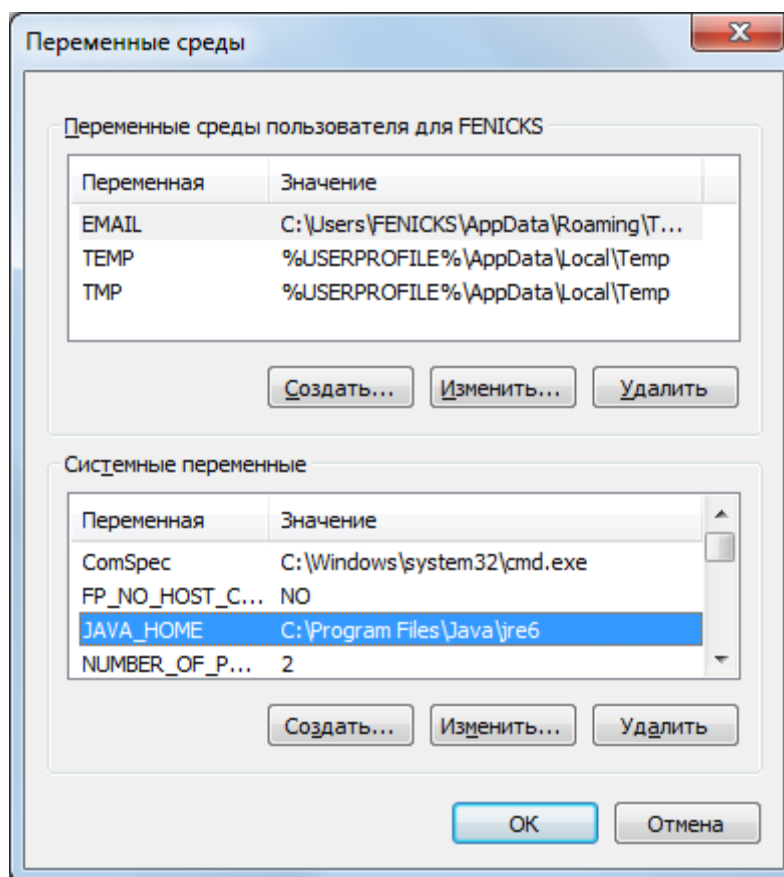 Переменные среды
Переменные среды пользователя для FENICKS
Переменная Значение
EMAIL C:\Users\FENICKS\AppData\Roaming\T...
TEMP %USERPROFILE%\AppData\Local\Temp
TMP %USERPROFILE%\AppData\Local\Temp
Создать... Изменить... Удалить
Системные переменные
Переменная Значение
ComSpec C:\Windows\system32\cmd.exe
FP_NO_HOST_C... NO
JAVA_HOME C:\Program Files\Java\jre6
NUMBER_OF_P... 2
Создать... Изменить... Удалить
ОК Отмена